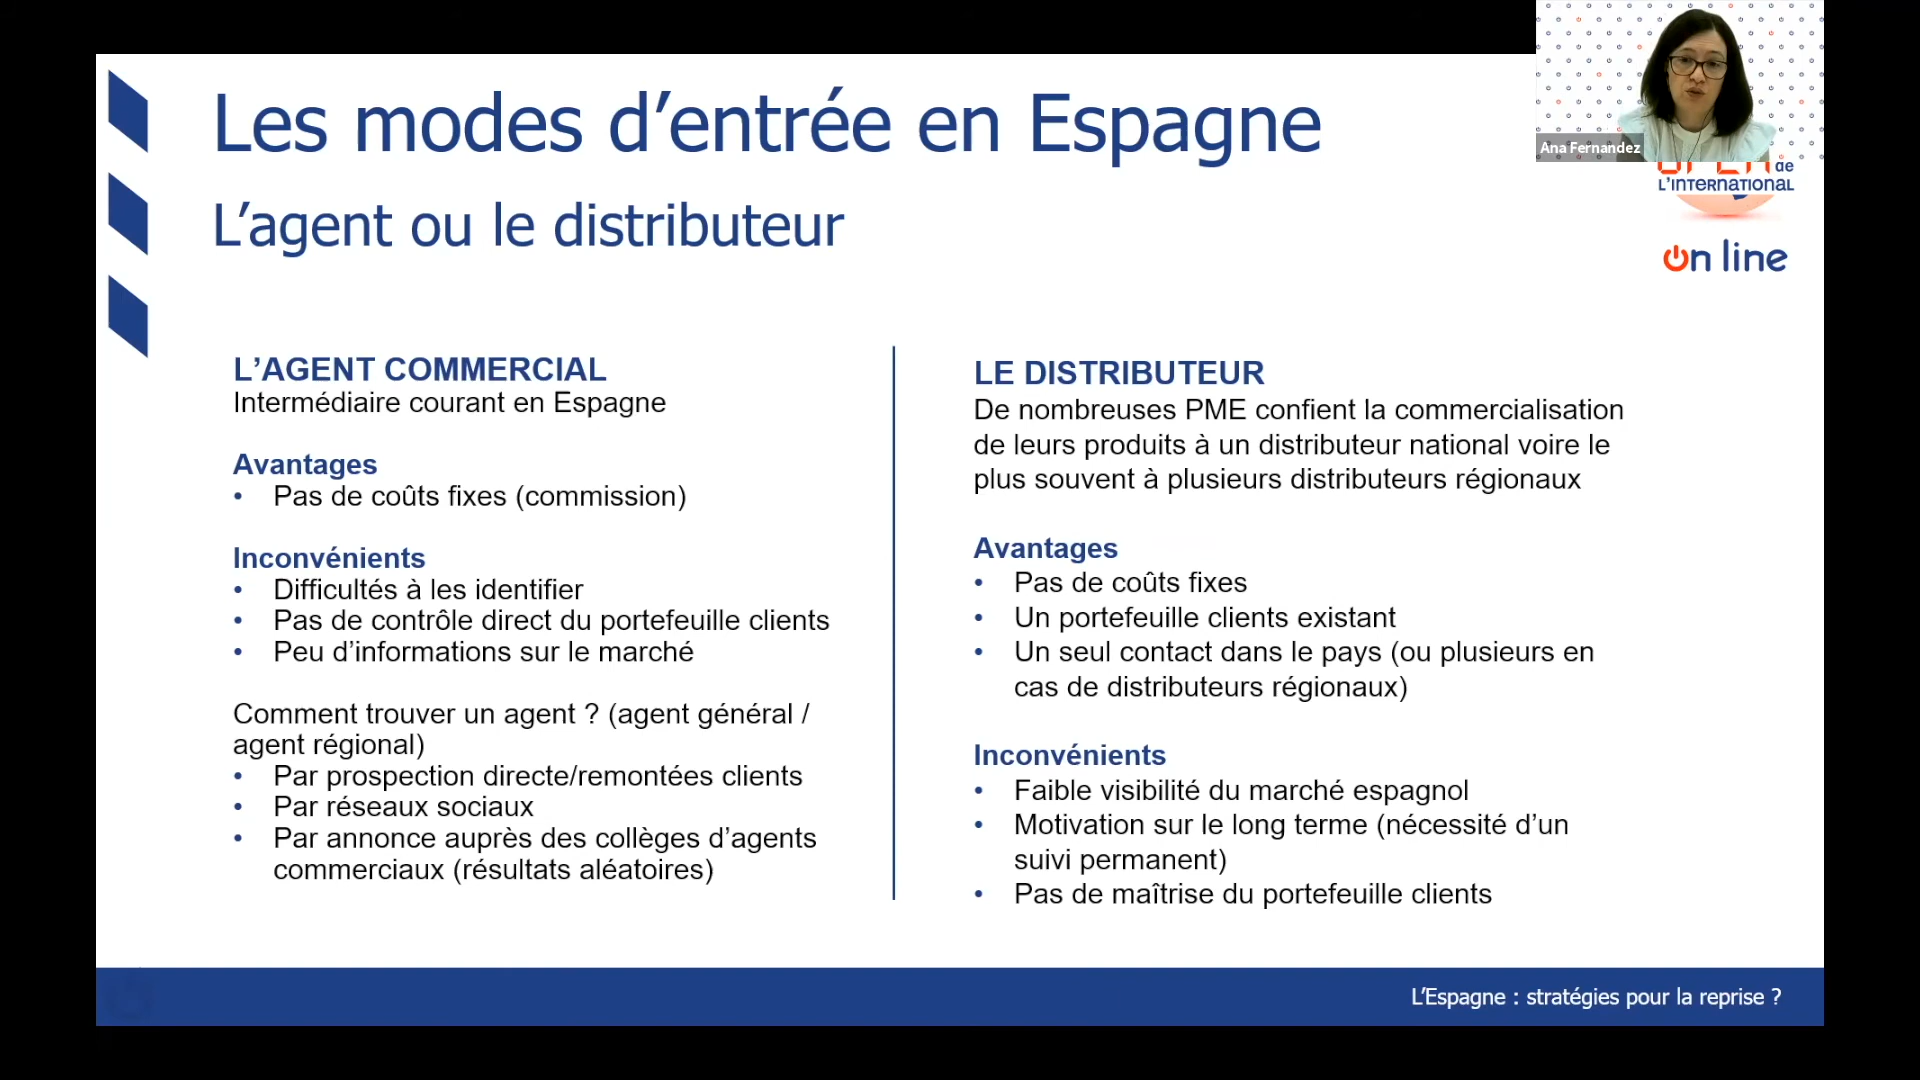 Les modes d’entrée en Espagne
L’agent ou le distributeur
Ana Fernandez
de
L'INTERNATIONAL
on line
L’AGENT COMMERCIAL
Intermédiaire courant en Espagne
Avantages
• Pas de coûts fixes (commission)
Inconvénients
• Difficultés à les identifier
• Pas de contrôle direct du portefeuille clients
• Peu d’informations sur le marché
Comment trouver un agent ? (agent général /
agent régional)
• Par prospection directe/remontées clients
• Par réseaux sociaux
• Par annonce auprès des collèges d’agents
commerciaux (résultats aléatoires)
LE DISTRIBUTEUR
De nombreuses PME confient la commercialisation
de leurs produits à un distributeur national voire le
plus souvent à plusieurs distributeurs régionaux
Avantages
• Pas de coûts fixes
• Un portefeuille clients existant
• Un seul contact dans le pays (ou plusieurs en
cas de distributeurs régionaux)
Inconvénients
• Faible visibilité du marché espagnol
• Motivation sur le long terme (nécessité d’un
suivi permanent)
• Pas de maîtrise du portefeuille clients
L’Espagne : stratégies pour la reprise ?